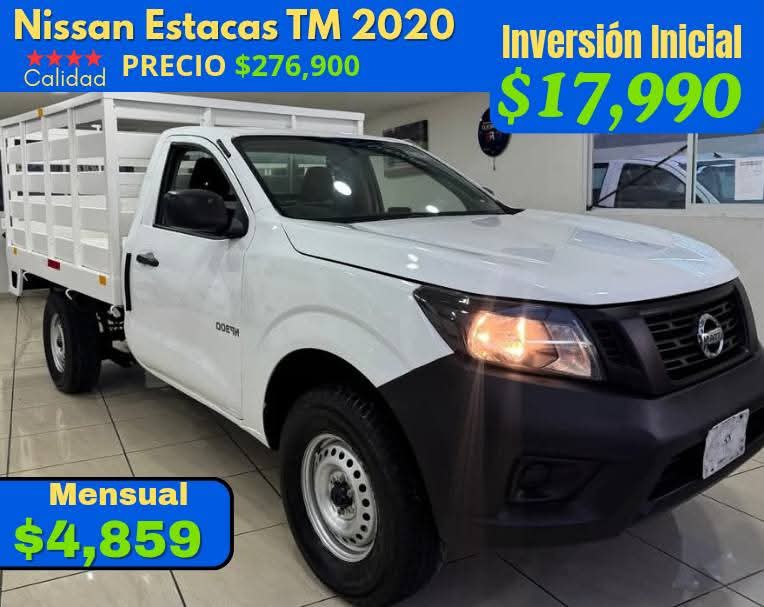 Nissan Estacas TM 2020
Calidad
PRECIO $276,900
Inversión Inicial
$17,990
NP300
Mensual
$4,859